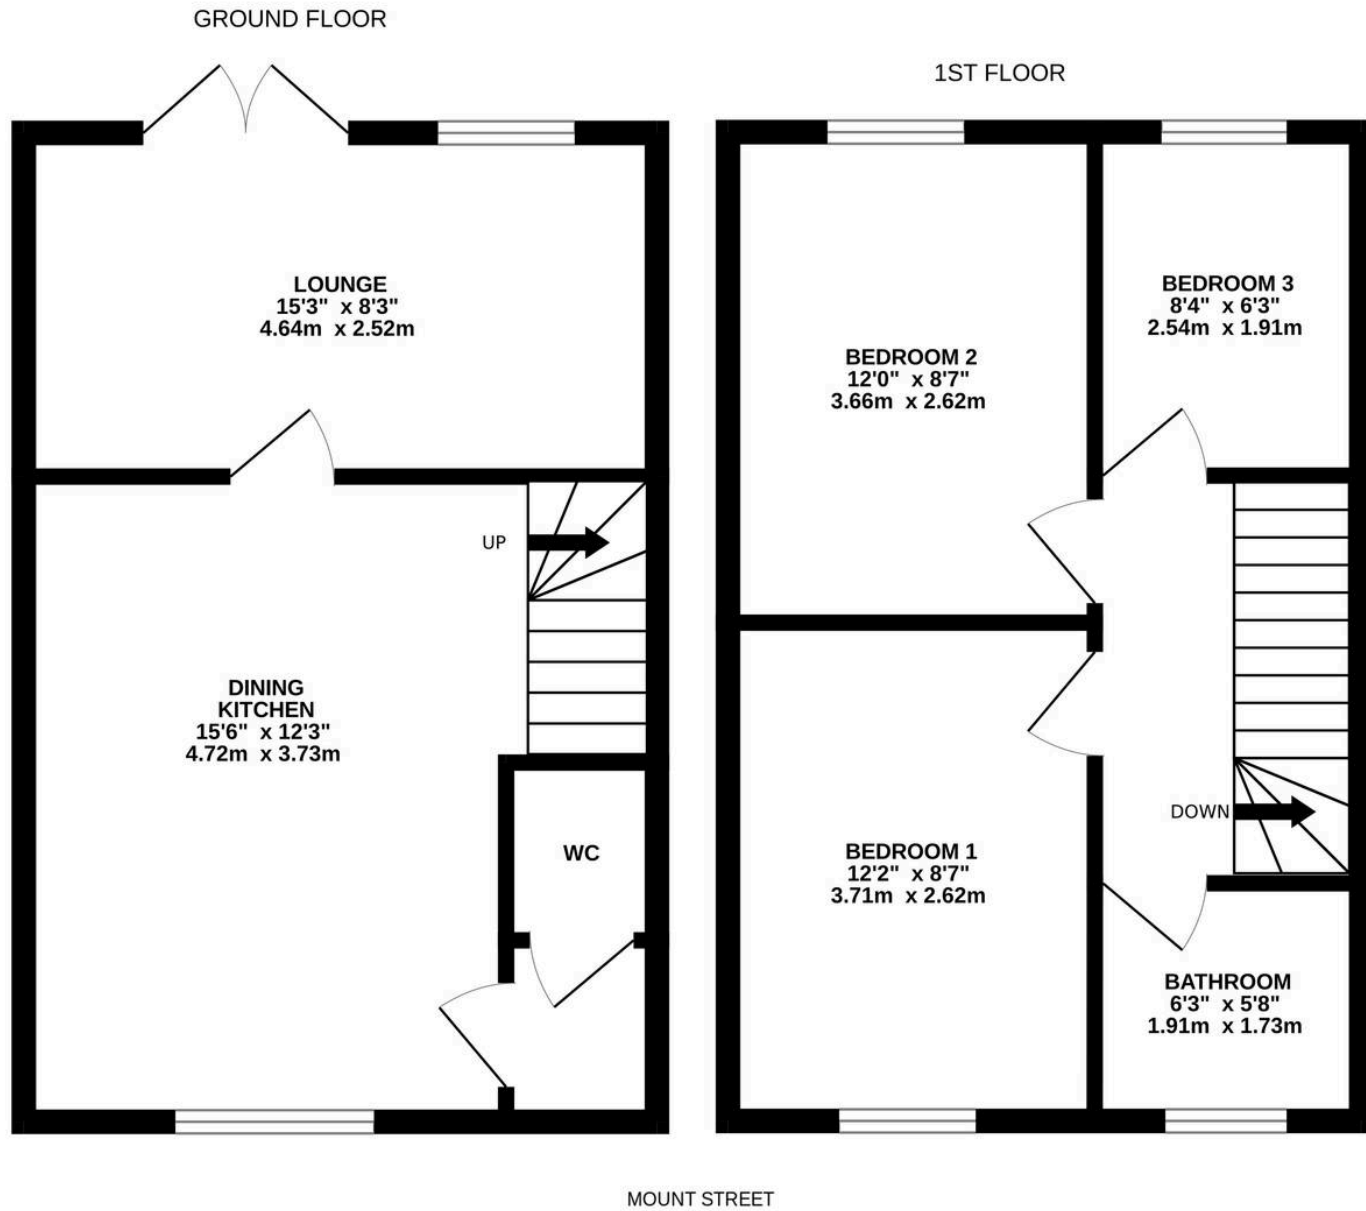 GROUND FLOOR
LOUNGE
15'3" x 8'3"
4.64m x 2.52m
UP
DINING
KITCHEN
15'6" x 12'3"
4.72m x 3.73m
WC
1ST FLOOR
BEDROOM 3
8'4" x 6'3"
2.54m x 1.91m
BEDROOM 2
12'0" x 8'7"
3.66m x 2.62m
DOWN
BEDROOM 1
12'2" x 8'7"
3.71m x 2.62m
BATHROOM
6'3" x 5'8"
1.91m x 1.73m
MOUNT STREET